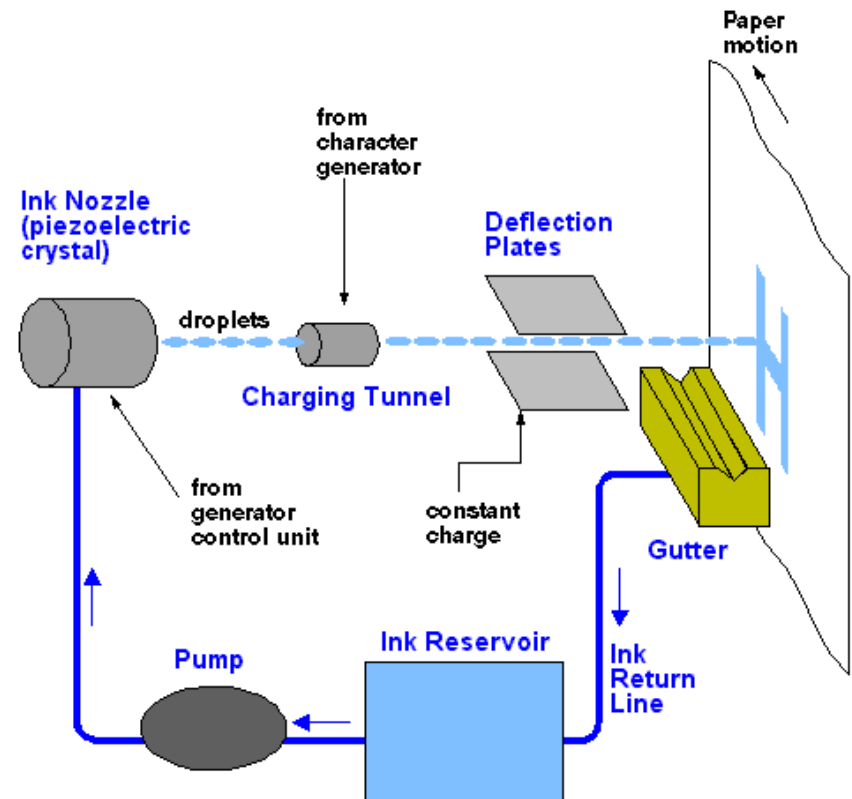 Paper
motion
from
character
generator
Ink Nozzle
(piezoelectric
crystal)
Deflection
Plates
droplets
Charging Tunnel
from
generator
control unit
constant
charge
Gutter
Pump
Ink Reservoir
Ink
Return
Line